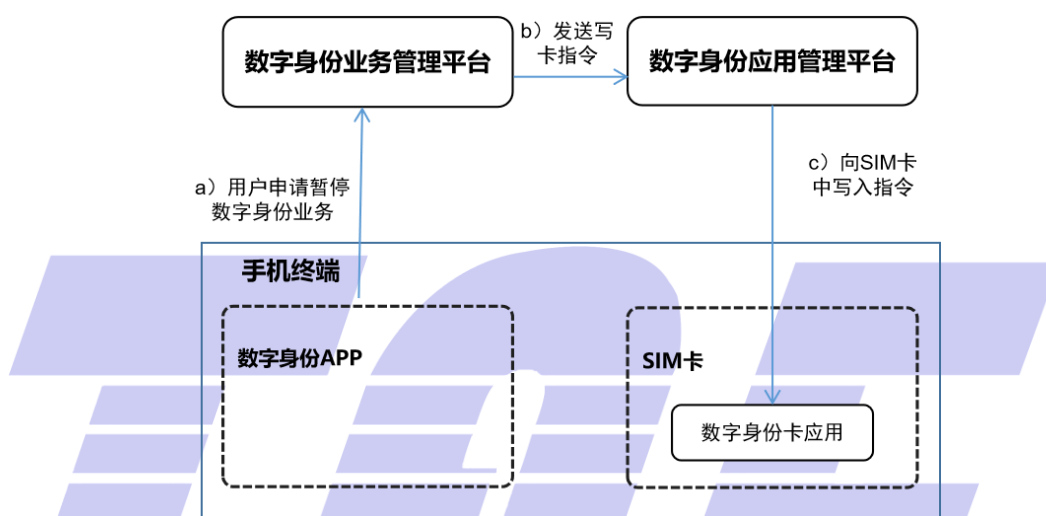 数字身份业务管理平台
b）发送写
卡指令
数字身份应用管理平台
a）用户申请暂停
数字身份业务
c）向SIM卡
中写入指令
手机终端
数字身份APP
SIM卡
数字身份卡应用